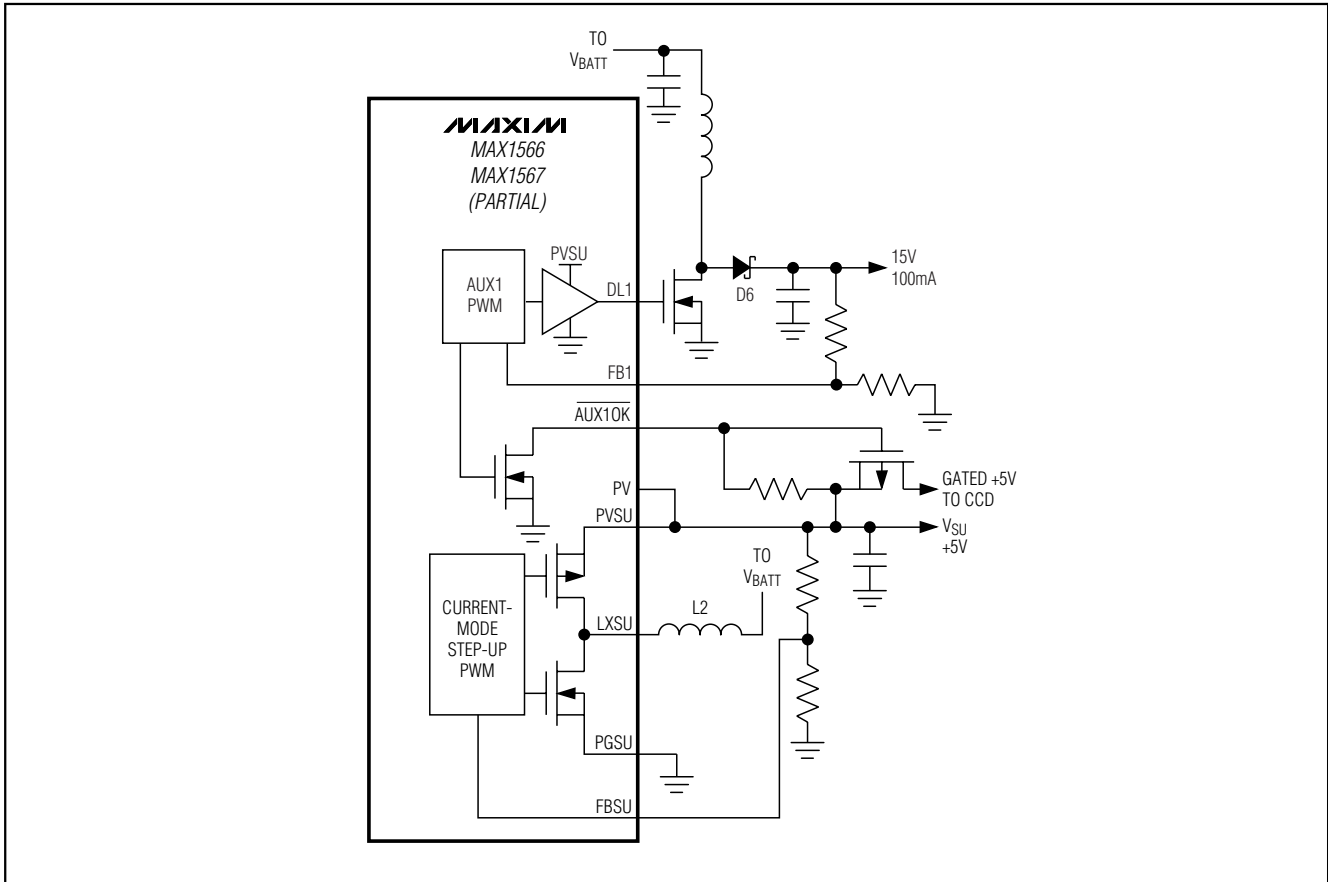 TO
VBATT
MAXIM
MAX1566
MAX1567
(PARTIAL)
PVSU
AUX1
PWM
DL1
D6
15V
100mA
FB1
AUX1OK
PV
GATED +5V
TO CCD
PVSU
VSU
+5V
TO
VBATT
CURRENT-
MODE
STEP-UP
PWM
LXSU
L2
PGSU
FBSU